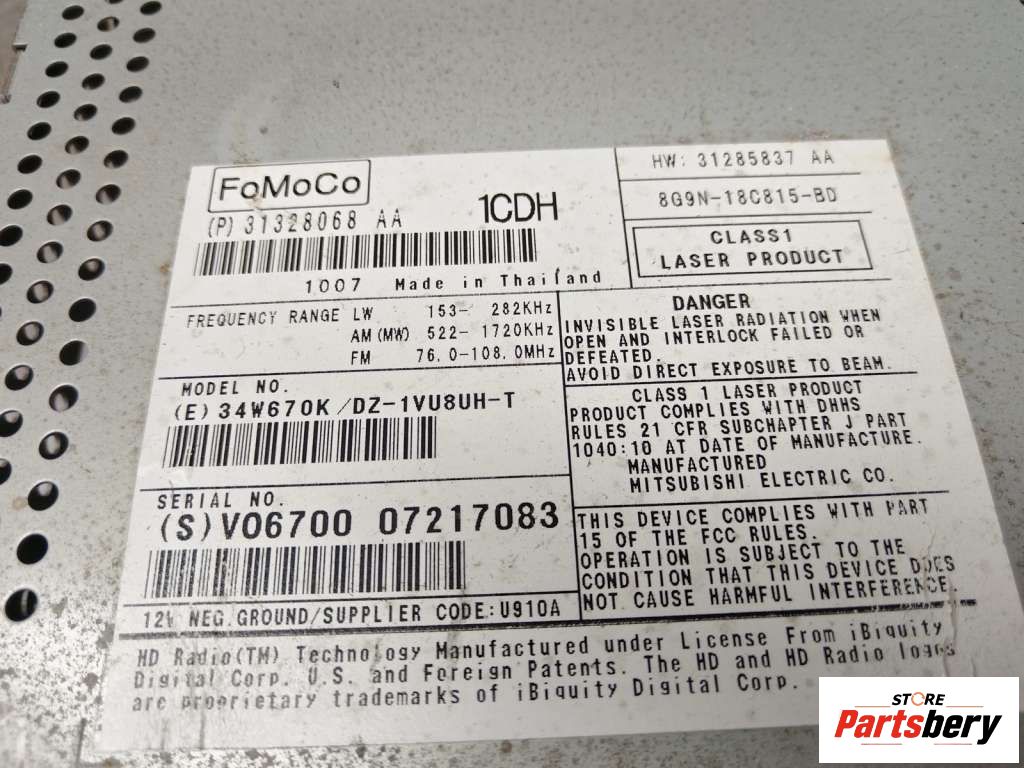 FoMoCo
(P) 31328068 AA
1CDH
1007 Made in Thailand
HW: 31285837 AA
8G9N-18C815-BD
CLASS1
LASER PRODUCT
FREQUENCY RANGE LW 153- 282KHz
AM (MW) 522- 1720KHz
FM 76.0-108.0MHz
DANGER
INVISIBLE LASER RADIATION WHEN
OPEN AND INTERLOCK FAILED OR
DEFEATED.
AVOID DIRECT EXPOSURE TO BEAM.
MODEL NO.
(E) 34W670K/DZ-1VU8UH-T
CLASS 1 LASER PRODUCT
PRODUCT COMPLIES WITH DHHS
RULES 21 CFR SUBCHAPTER J PART
1040:10 AT DATE OF MANUFACTURE.
MANUFACTURED
MITSUBISHI ELECTRIC CO.
SERIAL NO.
(S)V06700 07217083
THIS DEVICE COMPLIES WITH PART
15 OF THE FCC RULES.
OPERATION IS SUBJECT TO THE
CONDITION THAT THIS DEVICE DOES
NOT CAUSE HARMFUL INTERFERENCE.
12V NEG.GROUND/SUPPLIER CODE:U910A
HD Radio(TM) Technology Manufactured under License From iBiquity
Digital Corp. U.S. and Foreign Patents. The HD and HD Radio logos
are proprietary trademarks of iBiquity Digital Corp.
STORE
Partsbery